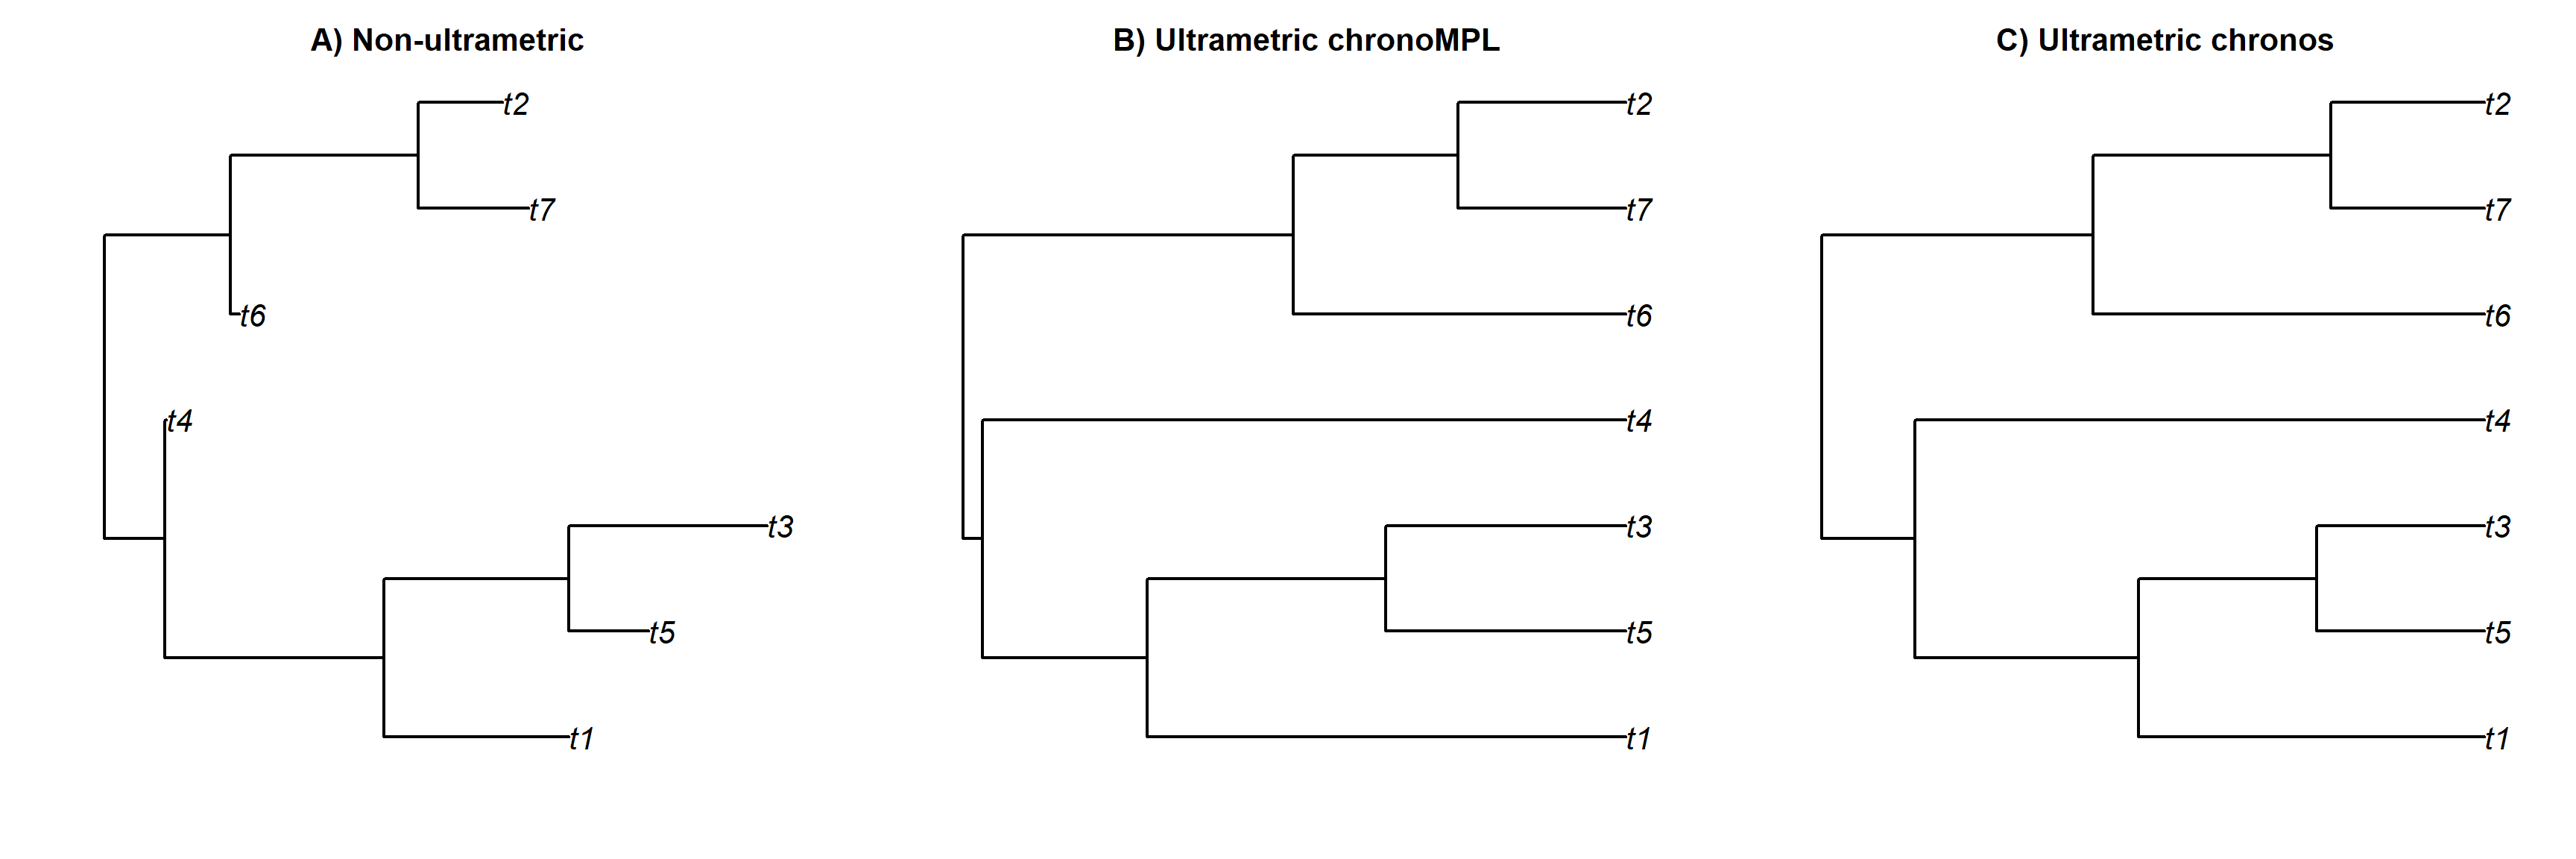 A) Non-ultrametric
t2
t7
t6
t4
t3
t5
t1
B) Ultrametric chronoMPL
t2
t7
t6
t4
t3
t5
t1
C) Ultrametric chronos
t2
t7
t6
t4
t3
t5
t1